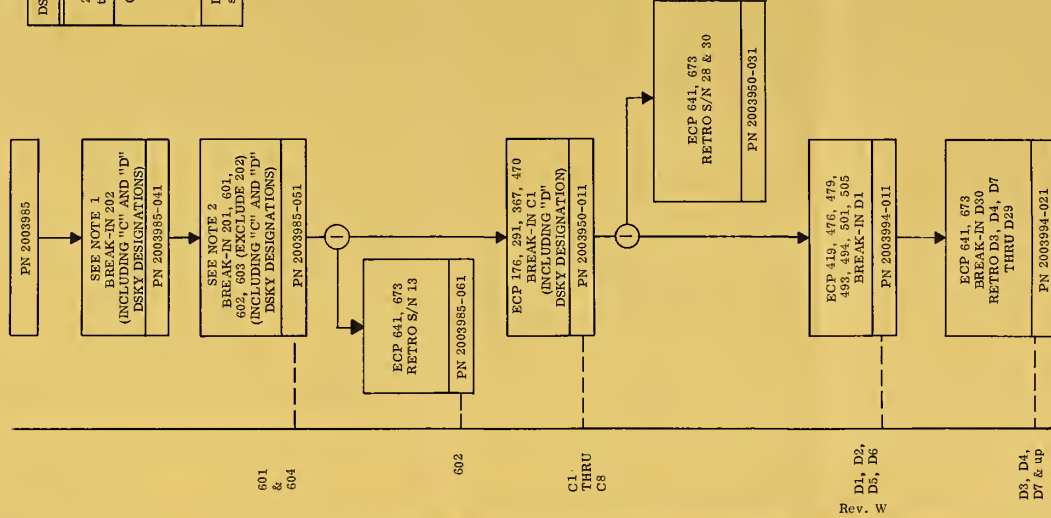 DS
2
t
C
D
s
PN 2003985
SEE NOTE 1
BREAK-IN 202
(INCLUDING "C" AND "D"
DSKY DESIGNATIONS)
PN 2003985-041
SEE NOTE 2
BREAK-IN 201, 601,
602, 603 (EXCLUDE 202)
(INCLUDING "C" AND "D"
DSKY DESIGNATIONS)
PN 2003985-051
601
&
604
ECP 641, 673
RETRO S/N 13
PN 2003985-061
602
ECP 176, 291, 367, 470
BREAK-IN C1
(INCLUDING "D"
DSKY DESIGNATION)
PN 2003950-011
C1
THRU
C8
ECP 641, 673
RETRO S/N 28 & 30
PN 2003950-031
ECP 419, 476, 479,
493, 494, 501, 505
BREAK-IN D1
PN 2003994-011
D1, D2,
D5, D6
Rev. W
ECP 641, 673
BREAK-IN D30
RETRO D3, D4, D7
THRU D29
PN 2003994-021
D3, D4,
D7 & up